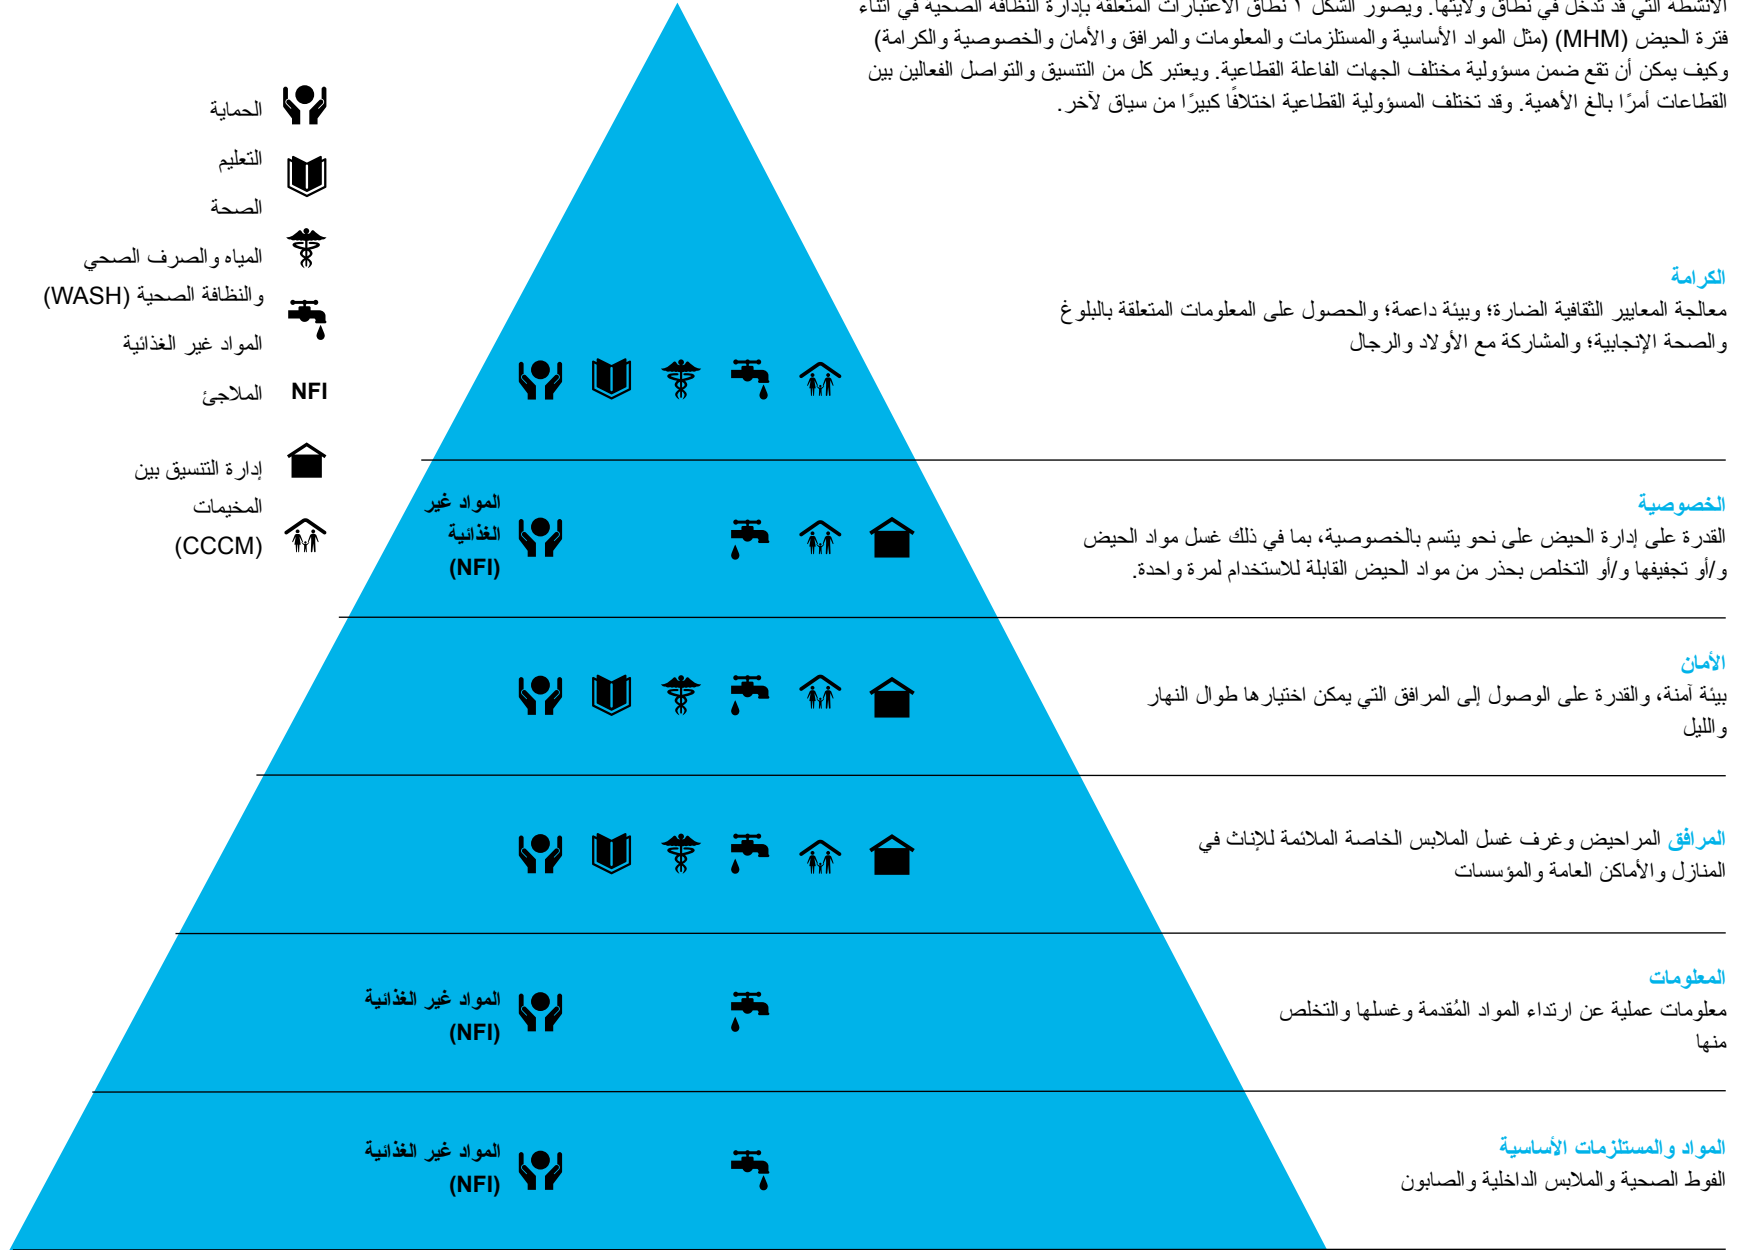 الأنشطة التي قد تدخل في نطاق ولايتها. ويصور الشكل ١ نطاق الاعتبارات المتعلقة بإدارة النظافة الصحية في أثناء
فترة الحيض (MHM) (مثل المواد الأساسية والمستلزمات والمعلومات والمرافق والأمان والخصوصية والكرامة)
وكيف يمكن أن تقع ضمن مسؤولية مختلف الجهات الفاعلة القطاعية. ويعتبر كل من التنسيق والتواصل الفعالين بين
القطاعات أمرًا بالغ الأهمية. وقد تختلف المسؤولية القطاعية اختلافًا كبيرًا من سياق لآخر.
الحماية
التعليم
الصحة
المياه والصرف الصحي
والنظافة الصحية (WASH)
المواد غير الغذائية
NFI الملاجئ
إدارة التنسيق بين
المخيمات
(CCCM)
الكرامة
معالجة المعايير الثقافية الضارة؛ وبيئة داعمة؛ والحصول على المعلومات المتعلقة بالبلوغ
والصحة الإنجابية؛ والمشاركة مع الأولاد والرجال
الخصوصية
القدرة على إدارة الحيض على نحو يتسم بالخصوصية، بما في ذلك غسل مواد الحيض
و/أو تجفيفها و/أو التخلص بحذر من مواد الحيض القابلة للاستخدام لمرة واحدة.
المواد غير
الغذائية
(NFI)
الأمان
بيئة آمنة، والقدرة على الوصول إلى المرافق التي يمكن اختيارها طوال النهار
والليل
المرافق المراحيض وغرف غسل الملابس الخاصة الملائمة للإناث في
المنازل والأماكن العامة والمؤسسات
المعلومات
معلومات عملية عن ارتداء المواد المُقدمة وغسلها والتخلص
منها
المواد غير الغذائية
(NFI)
المواد والمستلزمات الأساسية
الفوط الصحية والملابس الداخلية والصابون
المواد غير الغذائية
(NFI)